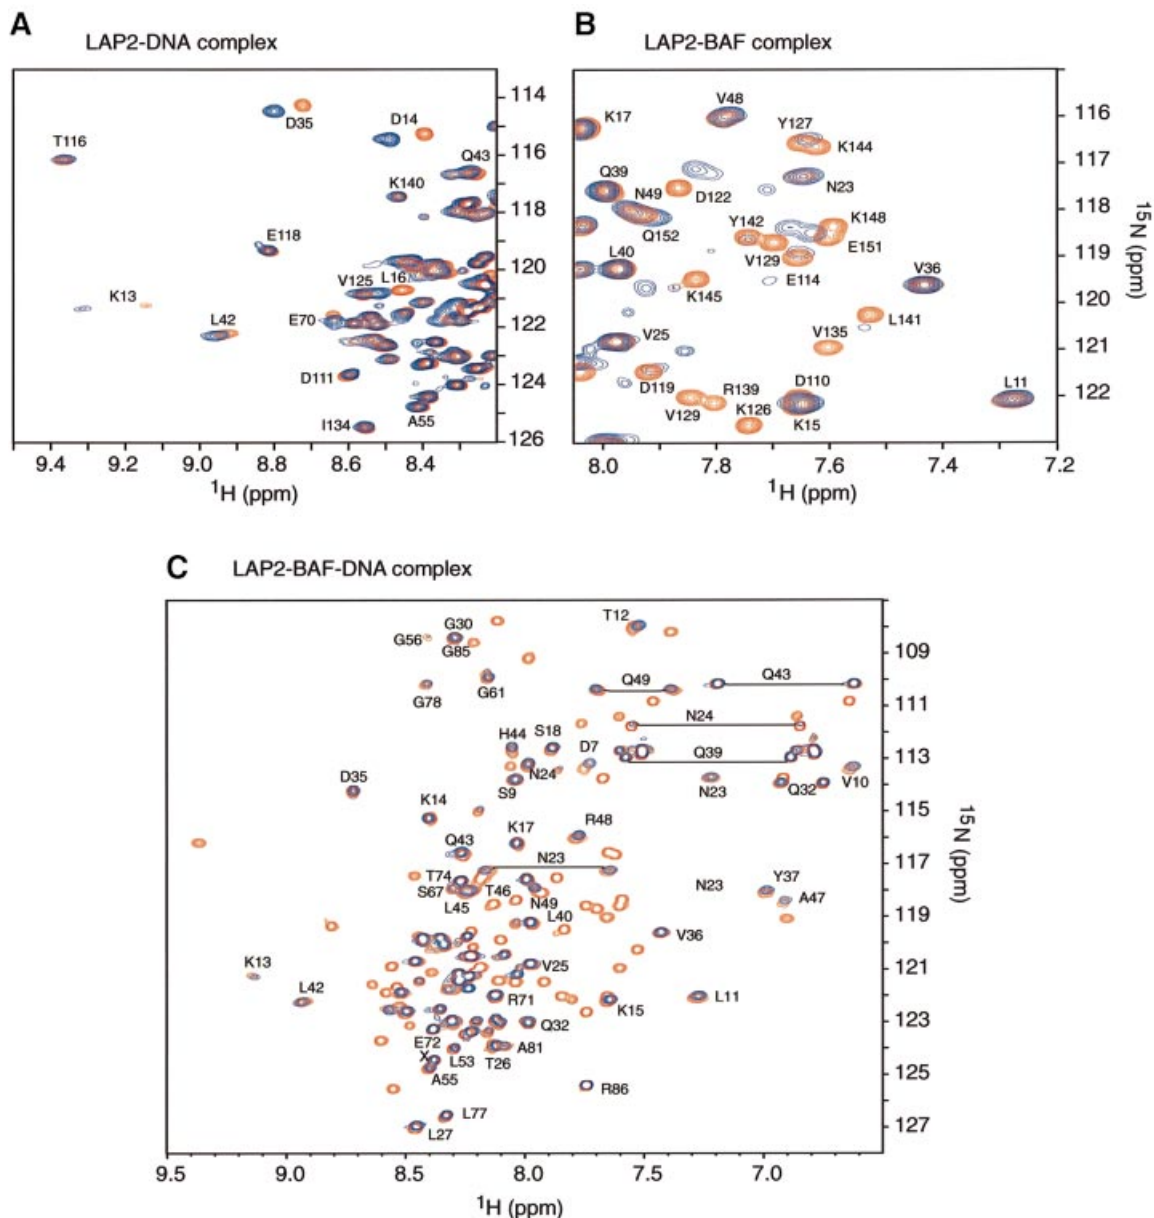 A
LAP2-DNA complex
114
D35
D14
T116
116
Q43
K140
118
E118
120
V125
L16
K13
E70
122
L42
D111
124
I134
A55
126
9.4
9.2
9.0
8.8
8.6
8.4
1H (ppm)
B
LAP2-BAF complex
V48
116
K17
Y127
K144
117
Q39
N49
D122
N23
15N (ppm)
118
Q152
Y142
K148
E151
119
L40
V129
E114
V36
K145
120
L141
V25
V135
121
D119
R139
D110
L11
V129
K126
K15
122
8.0
7.8
7.6
7.4
7.2
1H (ppm)
C
LAP2-BAF-DNA complex
G30
T12
G56
G85
109
Q49
Q43
G61
G78
111
N24
H44
S18
D7
Q39
113
N24
D35
S9
N23
Q32
V10
K14
115
K17
R48
15N (ppm)
Q43
N23
117
T74
N23
Y37
S67
T46
A47
L45
N49
L40
119
V36
K13
V25
121
L42
R71
K15
L11
Q32
123
E72
X
L53
T26
A81
A55
125
R86
L77
127
L27
9.5
9.0
8.5
8.0
7.5
7.0
1H (ppm)